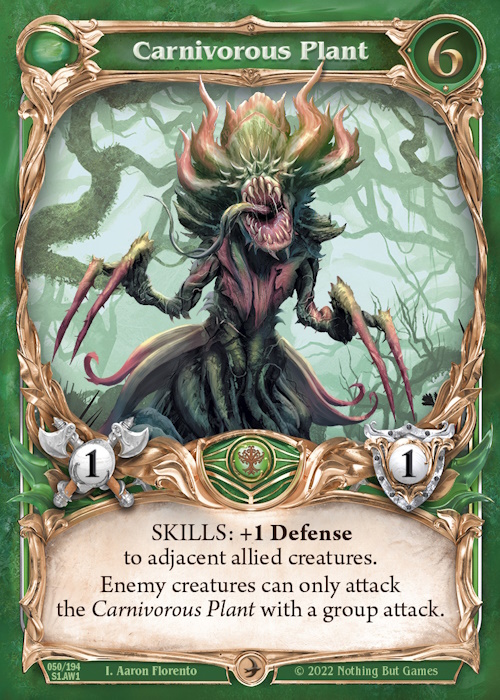 Carnivorous Plant
6
1
1
SKILLS: +1 Defense
to adjacent allied creatures.
Enemy creatures can only attack
the Carnivorous Plant with a group attack.
050/194
S1.AW1
I. Aaron Florento
© 2022 Nothing But Games